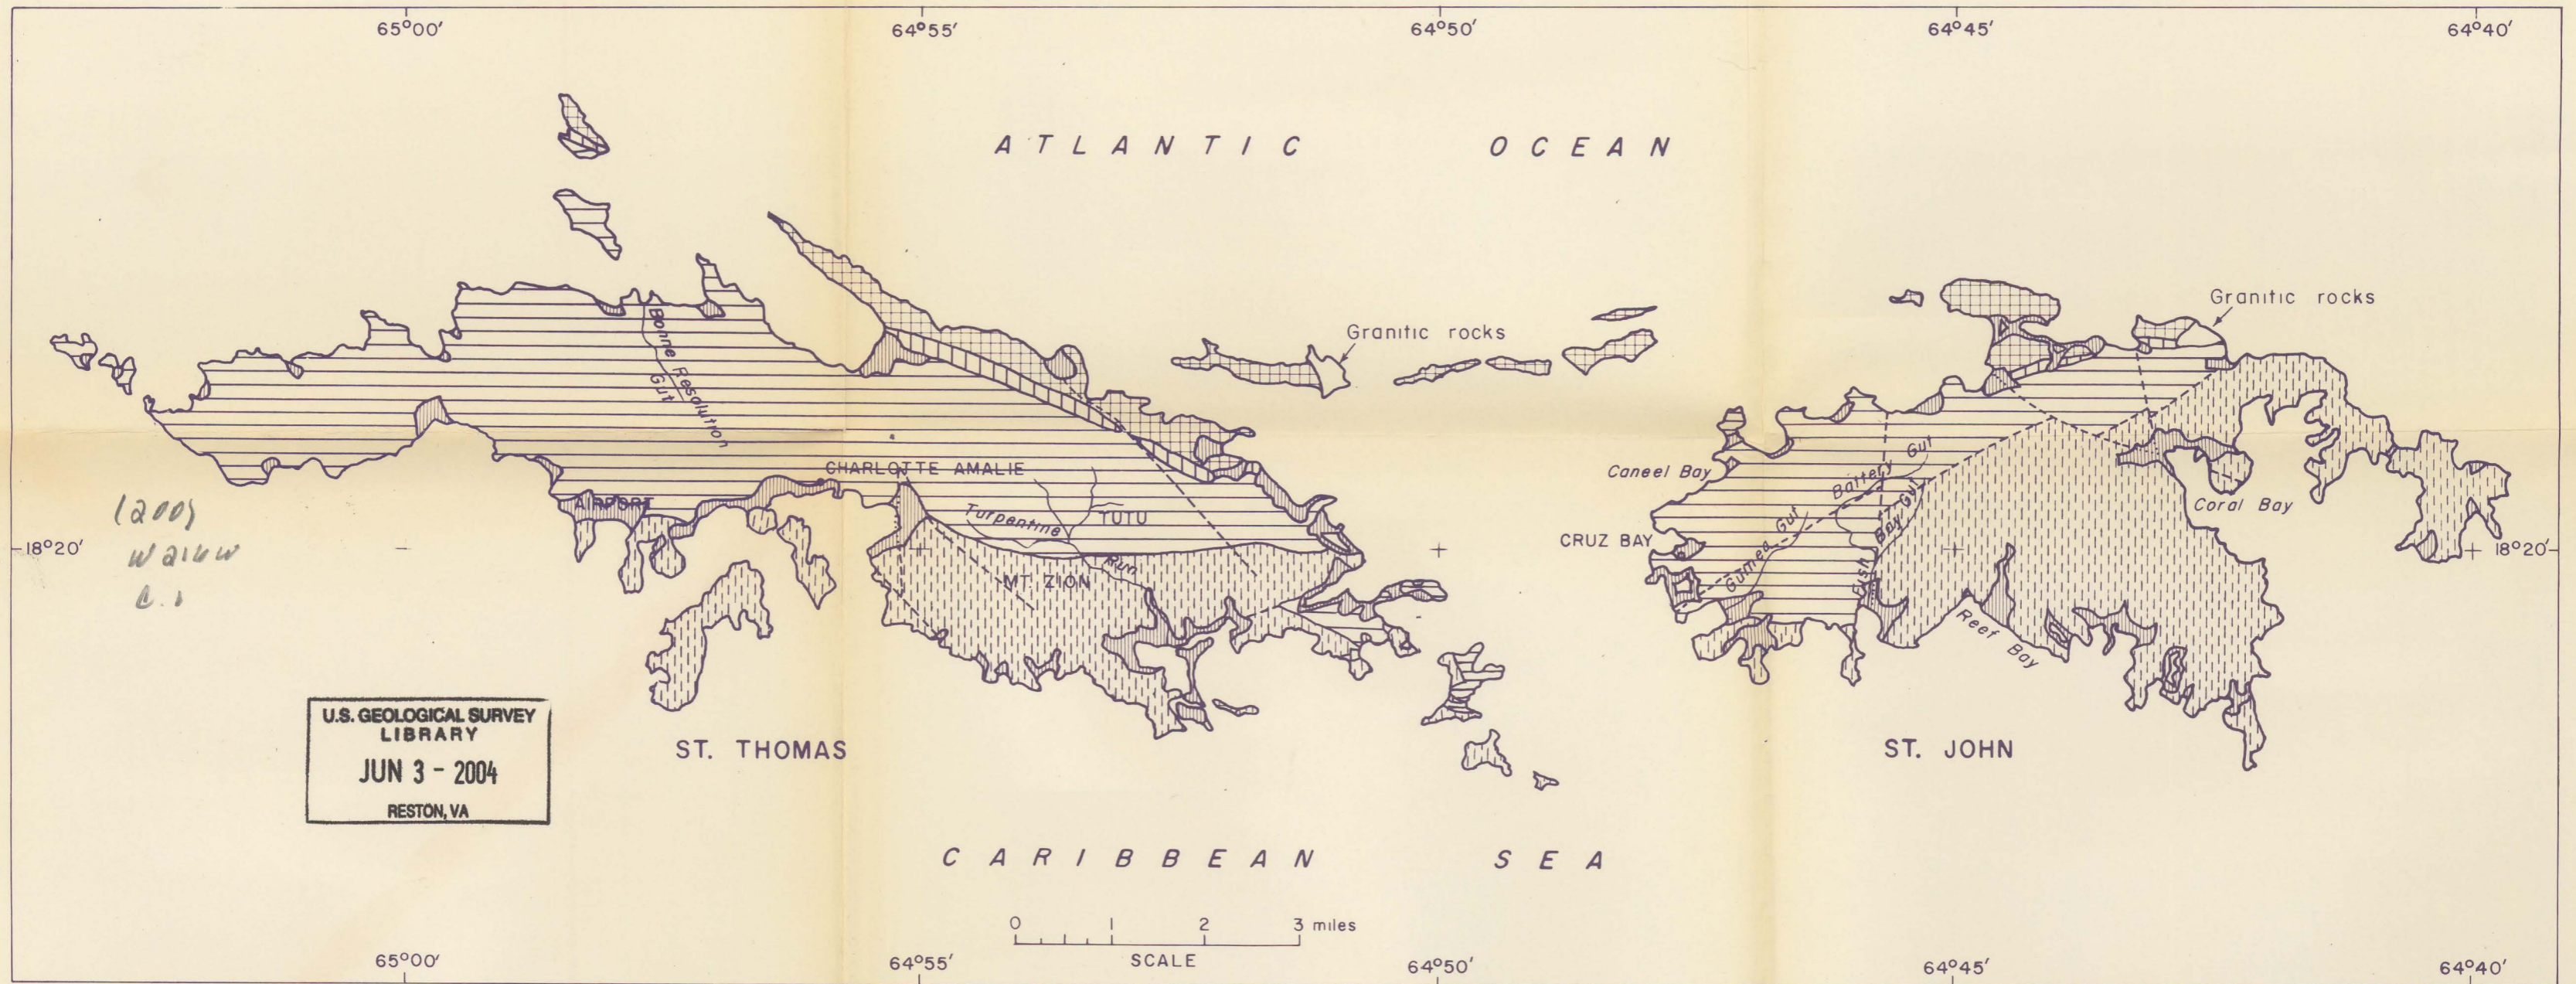 65°00′ 64°55′ 64°50′ 64°45′ 64°40′
ATLANTIC OCEAN
Granitic rocks
Granitic rocks
Bonne Resolution
Gut
CHARLOTTE AMALIE
AIRPORT
Turpentine
Run
TUTU
MT. ZION
Caneel Bay
Battery Gut
Guinea Gut
Fish Bay Gut
Coral Bay
CRUZ BAY
Reef Bay
18°20′ 18°20′
(200)
U.S. GEOLOGICAL SURVEY
LIBRARY
JUN 3 - 2004
RESTON, VA
ST. THOMAS
ST. JOHN
CARIBBEAN SEA
0 1 2 3 miles
SCALE
65°00′ 64°55′ 64°50′ 64°45′ 64°40′